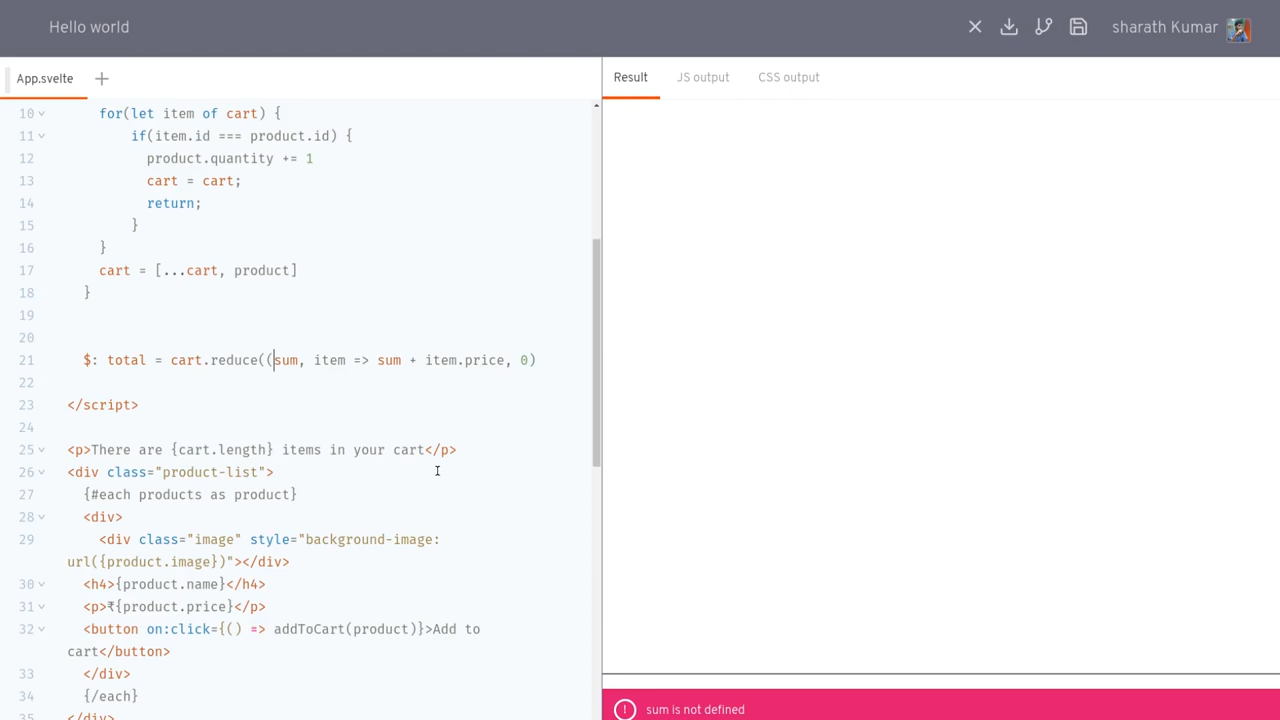 Hello world
sharath Kumar
App.svelte
Result JS output CSS output
10 for(let item of cart) {
11 if(item.id === product.id) {
12 product.quantity += 1
13 cart = cart;
14 return;
15 }
16 }
17 cart = [...cart, product]
18 }
19
20
21 $: total = cart.reduce((sum, item => sum + item.price, 0)
22
23 </script>
24
25 <p>There are {cart.length} items in your cart</p>
26 <div class="product-list">
27 {#each products as product}
28 <div>
29 <div class="image" style="background-image:
url({product.image})"></div>
30 <h4>{product.name}</h4>
31 <p>₹{product.price}</p>
32 <button on:click={() => addToCart(product)}>Add to
cart</button>
33 </div>
34 {/each}
35 </div>
sum is not defined